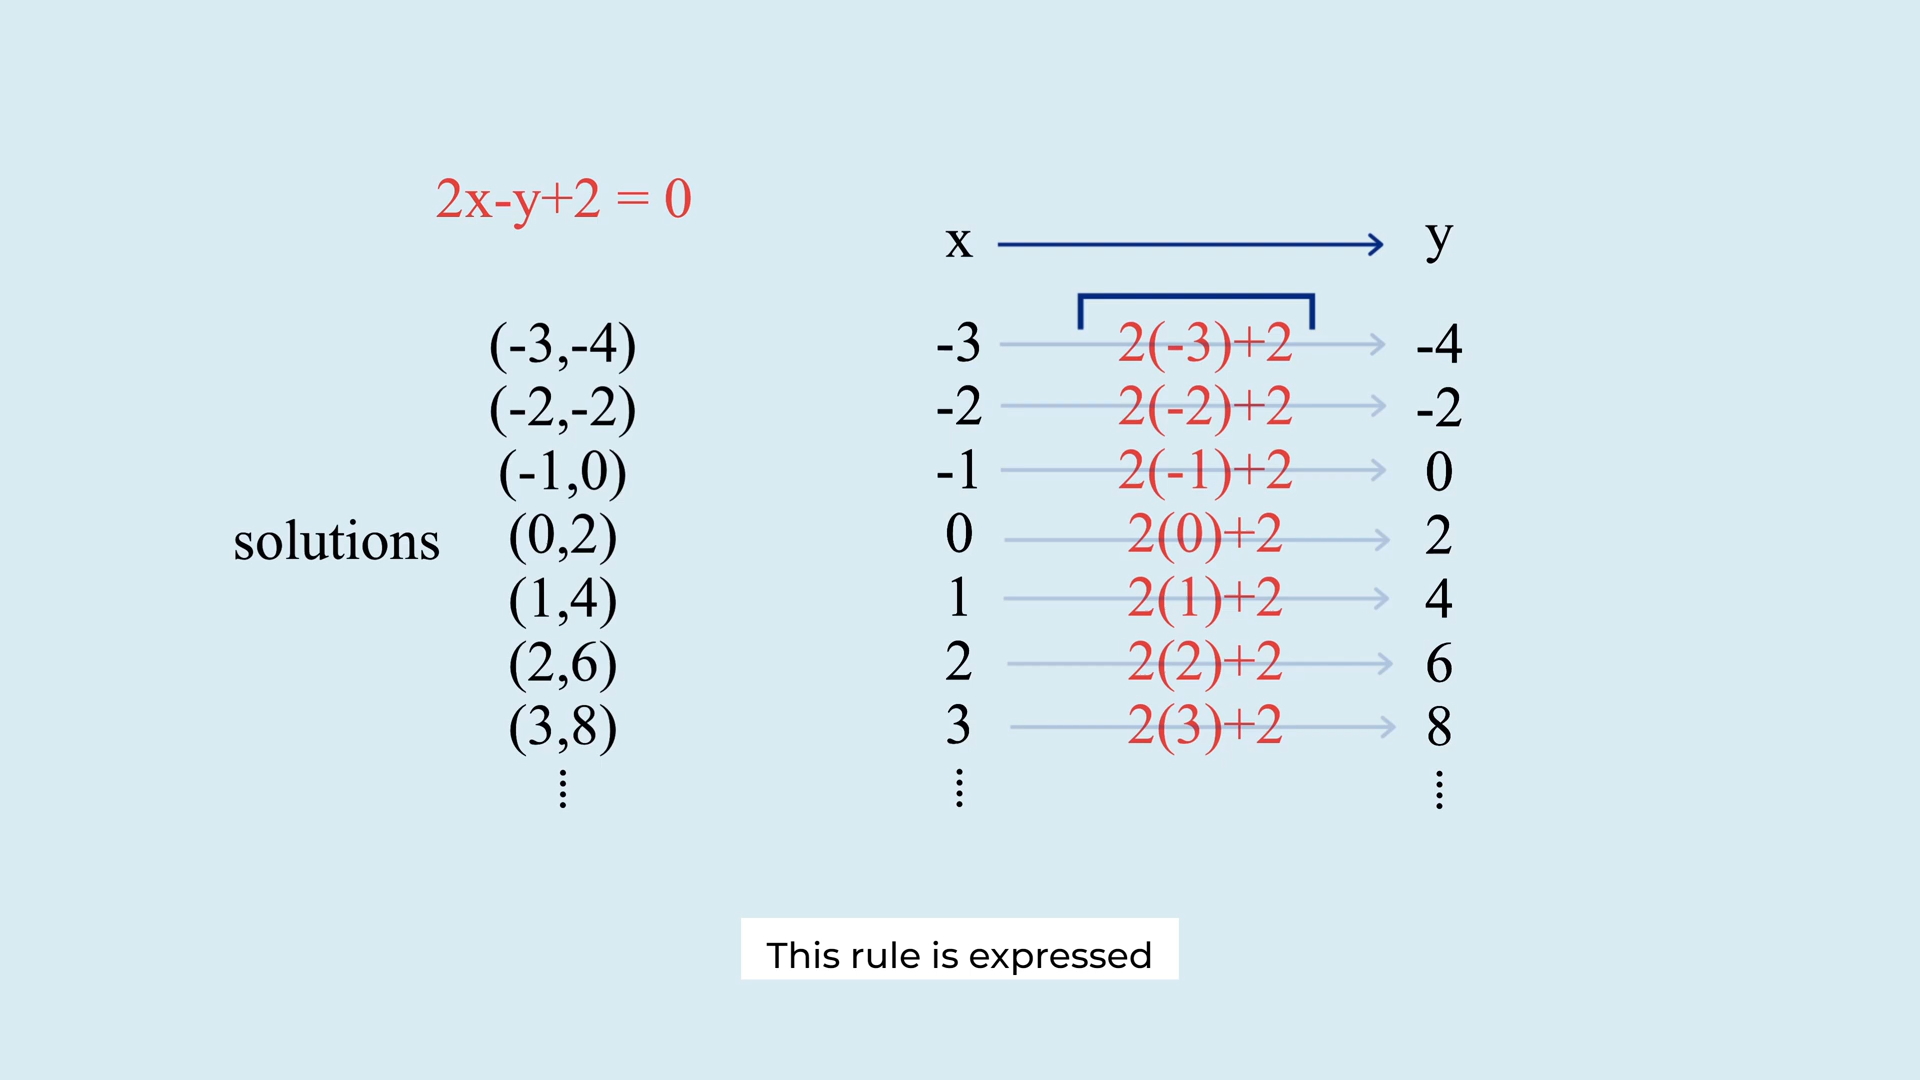 2x-y+2 = 0
x y
solutions
(-3,-4)
(-2,-2)
(-1,0)
(0,2)
(1,4)
(2,6)
(3,8)
-3 2(-3)+2 -4
-2 2(-2)+2 -2
-1 2(-1)+2 0
0 2(0)+2 2
1 2(1)+2 4
2 2(2)+2 6
3 2(3)+2 8
This rule is expressed